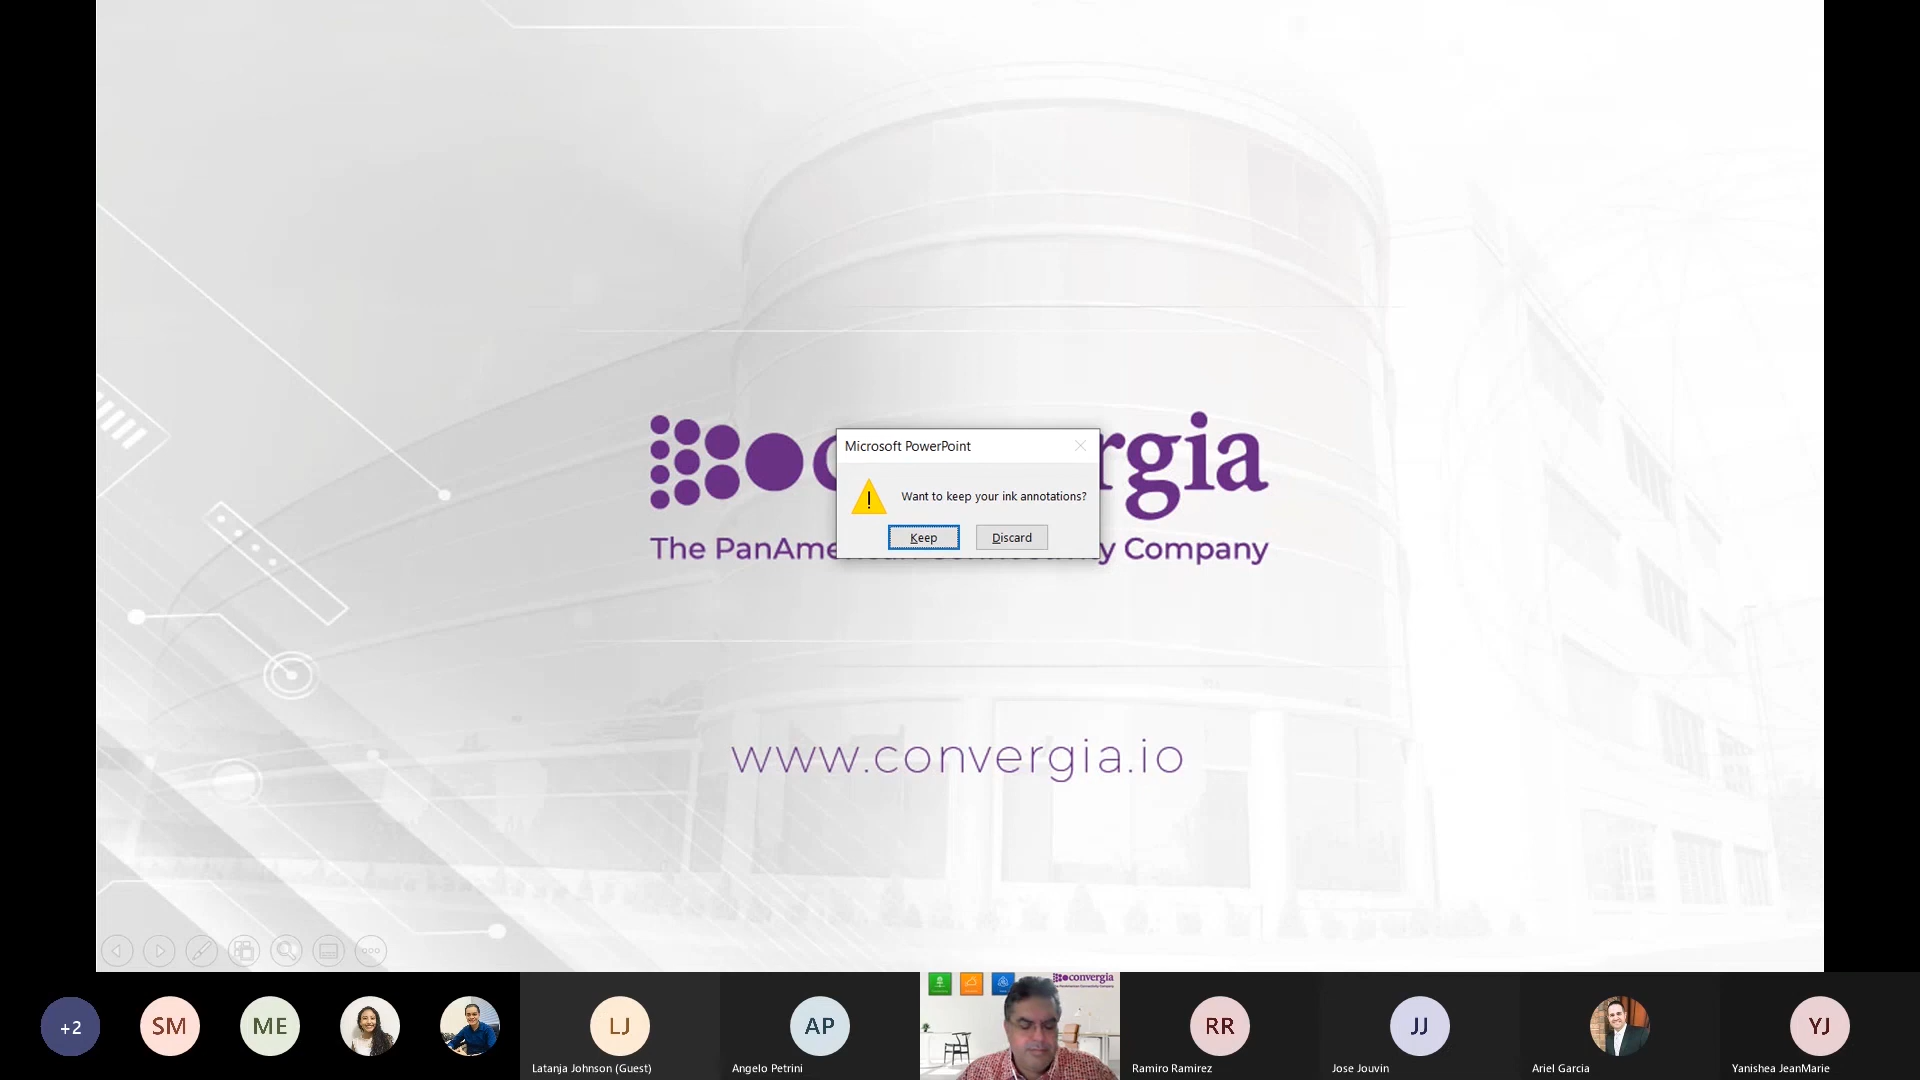 Microsoft PowerPoint
Want to keep your ink annotations?
Keep
Discard
rgia
The PanAme
y Company
www.convergia.io
+2
SM
ME
LJ
Latanja Johnson (Guest)
AP
Angelo Petrini
convergia
RR
Ramiro Ramirez
JJ
Jose Jouvin
Ariel Garcia
YJ
Yanishea JeanMarie